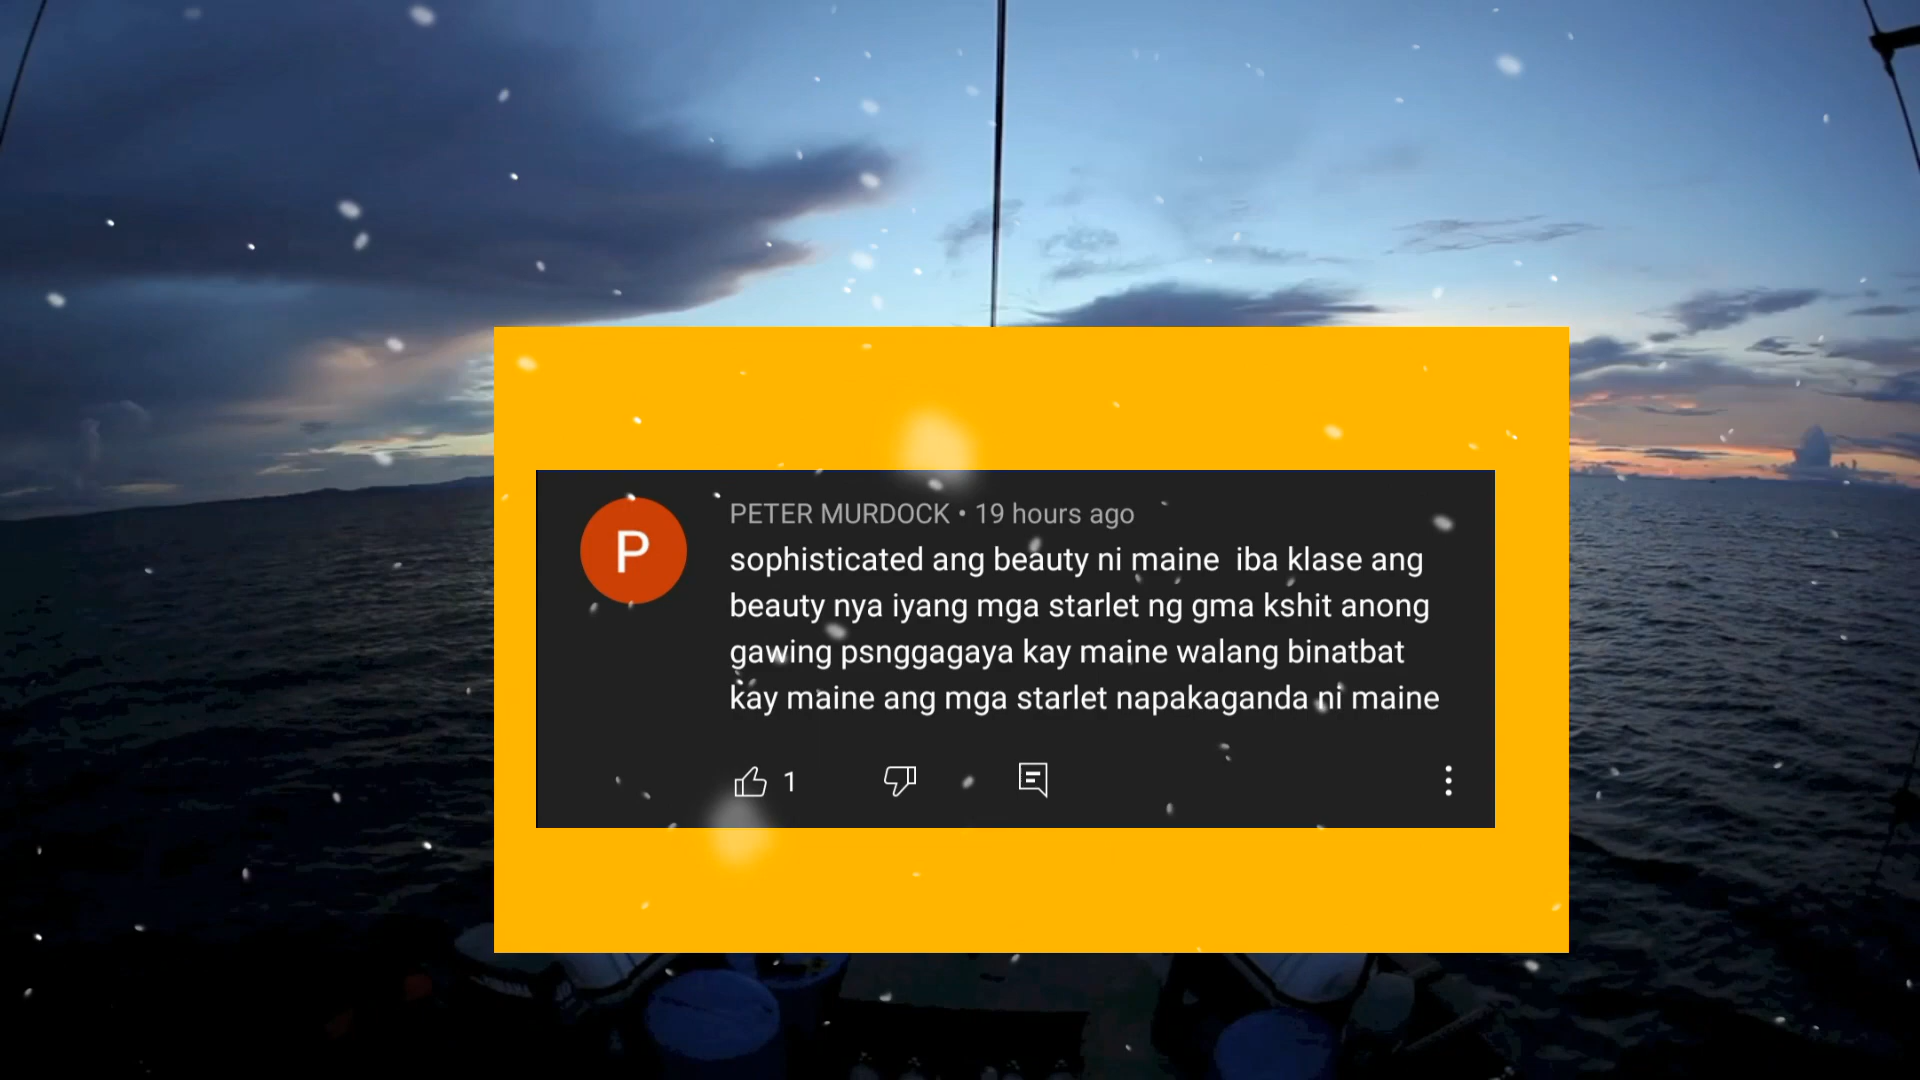 P
PETER MURDOCK • 19 hours ago
sophisticated ang beauty ni maine  iba klase ang
beauty nya iyang mga starlet ng gma kshit anong
gawing psnggagaya kay maine walang binatbat
kay maine ang mga starlet napakaganda ni maine
1